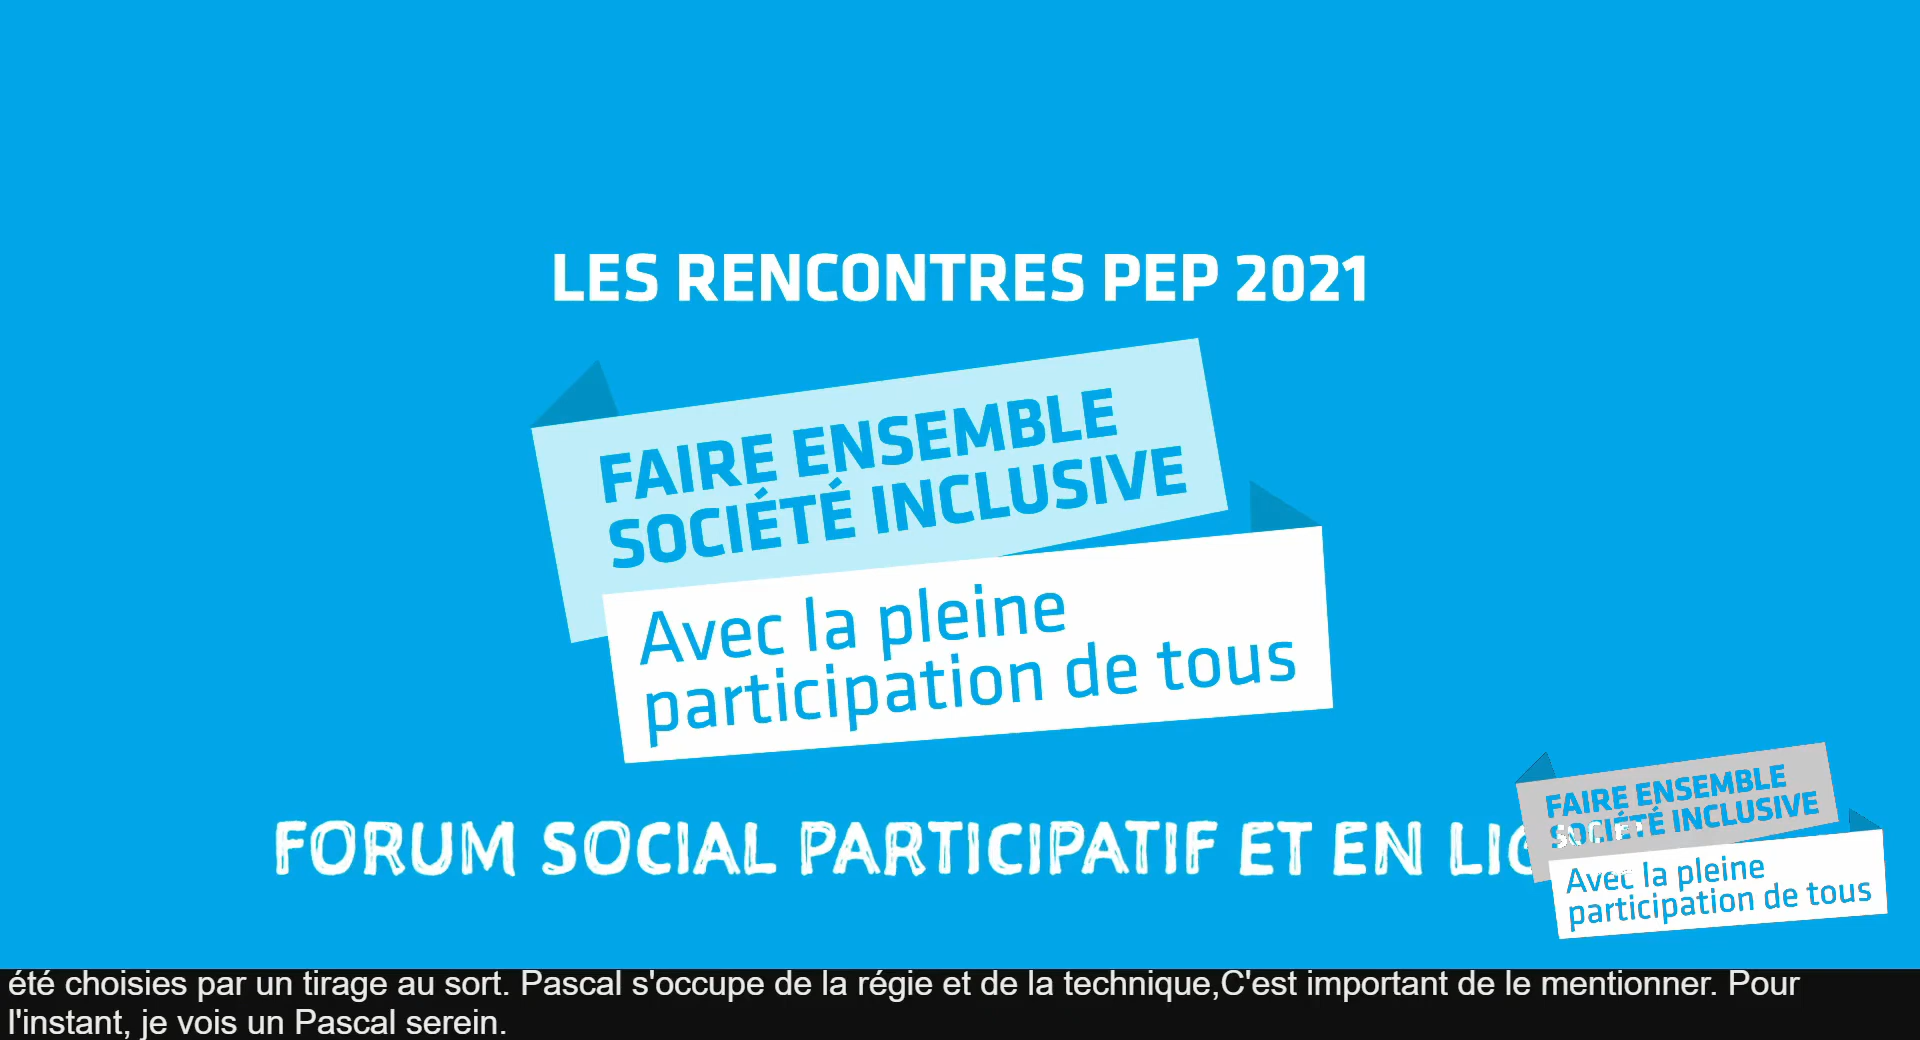 LES RENCONTRES PEP 2021
FAIRE ENSEMBLE
SOCIÉTÉ INCLUSIVE
Avec la pleine
participation de tous
FORUM SOCIAL PARTICIPATIF ET EN
FAIRE ENSEMBLE
SOCIÉTÉ INCLUSIVE
Avec la pleine
participation de tous
été choisies par un tirage au sort. Pascal s'occupe de la régie et de la technique,C'est important de le mentionner. Pour
l'instant, je vois un Pascal serein.